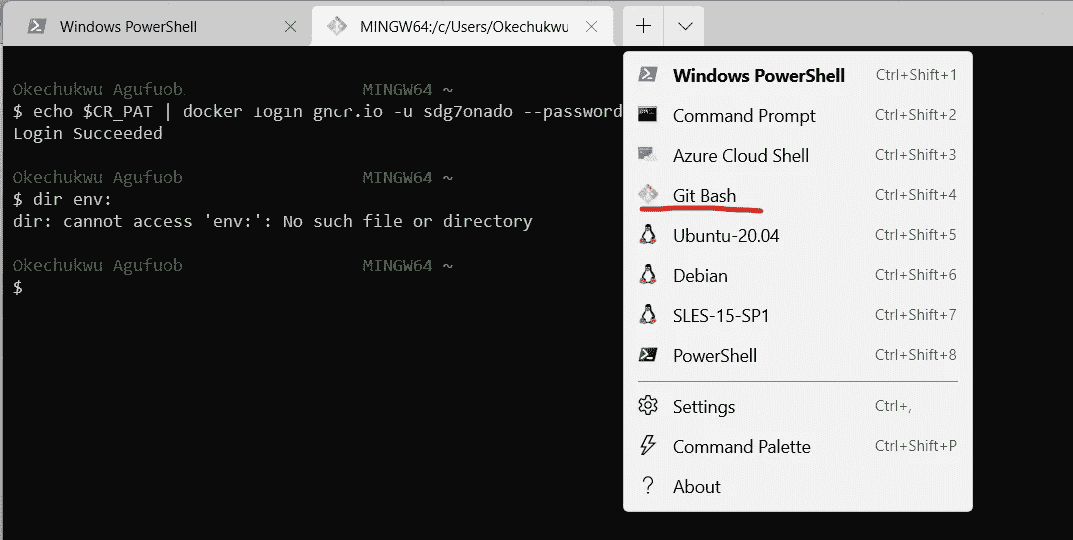 Windows PowerShell
MINGW64:/c/Users/Okechukwu
Okechukwu Agufuob MINGW64 ~
$ echo $CR_PAT | docker login ghcr.io -u sdg7onado --password
Login Succeeded
Okechukwu Agufuob MINGW64 ~
$ dir env:
dir: cannot access 'env:': No such file or directory
Okechukwu Agufuob MINGW64 ~
$
Windows PowerShell Ctrl+Shift+1
Command Prompt Ctrl+Shift+2
Azure Cloud Shell Ctrl+Shift+3
Git Bash Ctrl+Shift+4
Ubuntu-20.04 Ctrl+Shift+5
Debian Ctrl+Shift+6
SLES-15-SP1 Ctrl+Shift+7
PowerShell Ctrl+Shift+8
Settings Ctrl+,
Command Palette Ctrl+Shift+P
? About